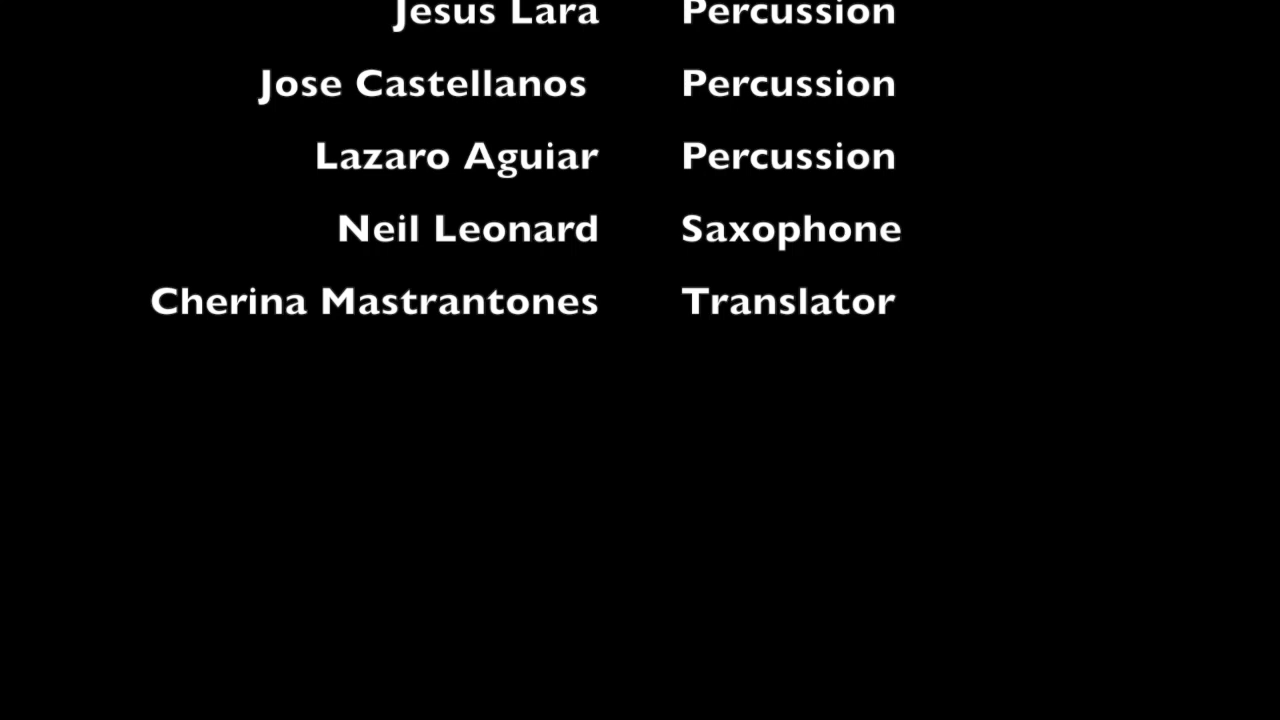 Jesus Lara Percussion
Jose Castellanos Percussion
Lazaro Aguiar Percussion
Neil Leonard Saxophone
Cherina Mastrantones Translator